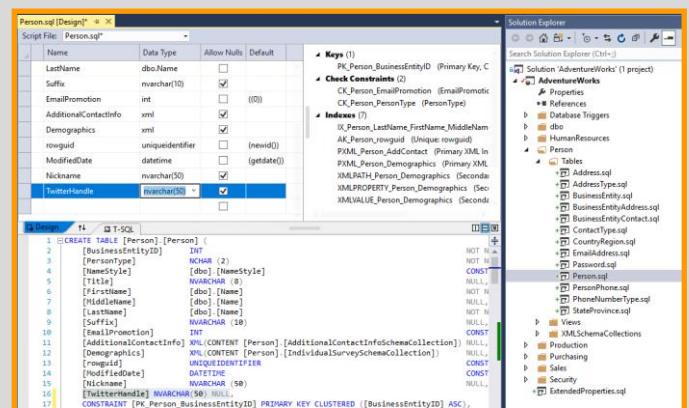 Person.sql [Design]*
Script File: Person.sql*
Name Data Type Allow Nulls Default
LastName dbo.Name
Suffix nvarchar(10)
EmailPromotion int ((0))
AdditionalContactInfo xml
Demographics xml
rowguid uniqueidentifier (newid())
ModifiedDate datetime (getdate())
Nickname nvarchar(50)
TwitterHandle nvarchar(50)
Keys (1)
PK_Person_BusinessEntityID (Primary Key, C
Check Constraints (2)
CK_Person_EmailPromotion (EmailPromotic
CK_Person_PersonType (PersonType)
Indexes (7)
IX_Person_LastName_FirstName_MiddleNam
AK_Person_rowguid (Unique: rowguid)
PXML_Person_AddContact (Primary XML In
PXML_Person_Demographics (Primary XML
XMLPATH_Person_Demographics (Seconda
XMLPROPERTY_Person_Demographics (Sec
XMLVALUE_Person_Demographics (Seconda
Design T-SQL
1 CREATE TABLE [Person].[Person] (
2 [BusinessEntityID] INT NOT N
3 [PersonType] NCHAR (2) NOT N
4 [NameStyle] [dbo].[NameStyle] CONST
5 [Title] NVARCHAR (8) NULL,
6 [FirstName] [dbo].[Name] NOT N
7 [MiddleName] [dbo].[Name] NULL,
8 [LastName] [dbo].[Name] NOT N
9 [Suffix] NVARCHAR (10) NULL,
10 [EmailPromotion] INT CONST
11 [AdditionalContactInfo] XML(CONTENT [Person].[AdditionalContactInfoSchemaCollection]) NULL,
12 [Demographics] XML(CONTENT [Person].[IndividualSurveySchemaCollection]) NULL,
13 [rowguid] UNIQUEIDENTIFIER CONST
14 [ModifiedDate] DATETIME CONST
15 [Nickname] NVARCHAR (50) NULL,
16 [TwitterHandle] NVARCHAR(50) NULL,
17 CONSTRAINT [PK_Person_BusinessEntityID] PRIMARY KEY CLUSTERED ([BusinessEntityID] ASC),
Solution Explorer
Search Solution Explorer (Ctrl+;)
Solution 'AdventureWorks' (1 project)
AdventureWorks
Properties
References
Database Triggers
dbo
HumanResources
Person
Tables
Address.sql
AddressType.sql
BusinessEntity.sql
BusinessEntityAddress.sql
BusinessEntityContact.sql
ContactType.sql
CountryRegion.sql
EmailAddress.sql
Password.sql
Person.sql
PersonPhone.sql
PhoneNumberType.sql
StateProvince.sql
Views
XMLSchemaCollections
Production
Purchasing
Sales
Security
ExtendedProperties.sql